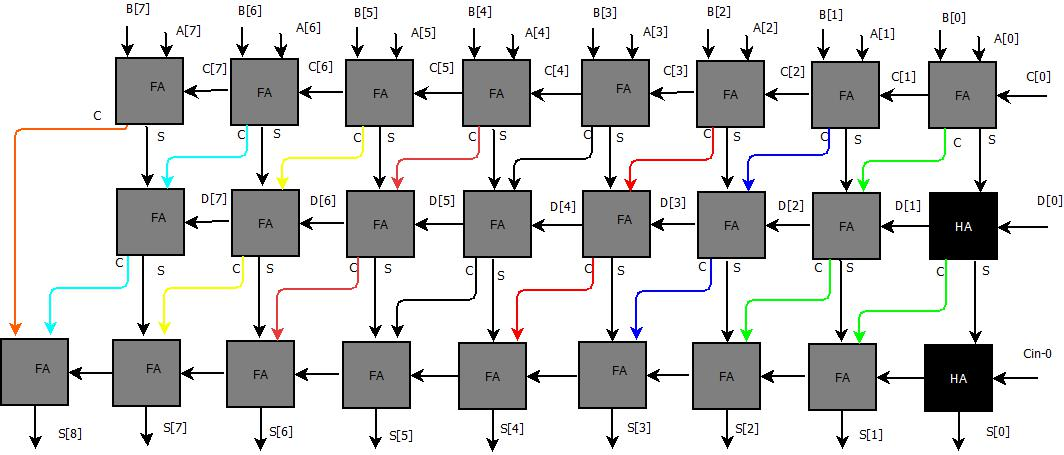 B[7] B[6] B[5] B[4] B[3] B[2] B[1] B[0]
A[7] A[6] A[5] A[4] A[3] A[2] A[1] A[0]
C[7] C[6] C[5] C[4] C[3] C[2] C[1] C[0]
FA FA FA FA FA FA FA FA
C C C C C C C C
S S S S S S S S
D[7] D[6] D[5] D[4] D[3] D[2] D[1] D[0]
FA FA FA FA FA FA FA HA
C C C C C C C C
S S S S S S S S
Cin-0
FA FA FA FA FA FA FA FA HA
S[8] S[7] S[6] S[5] S[4] S[3] S[2] S[1] S[0]